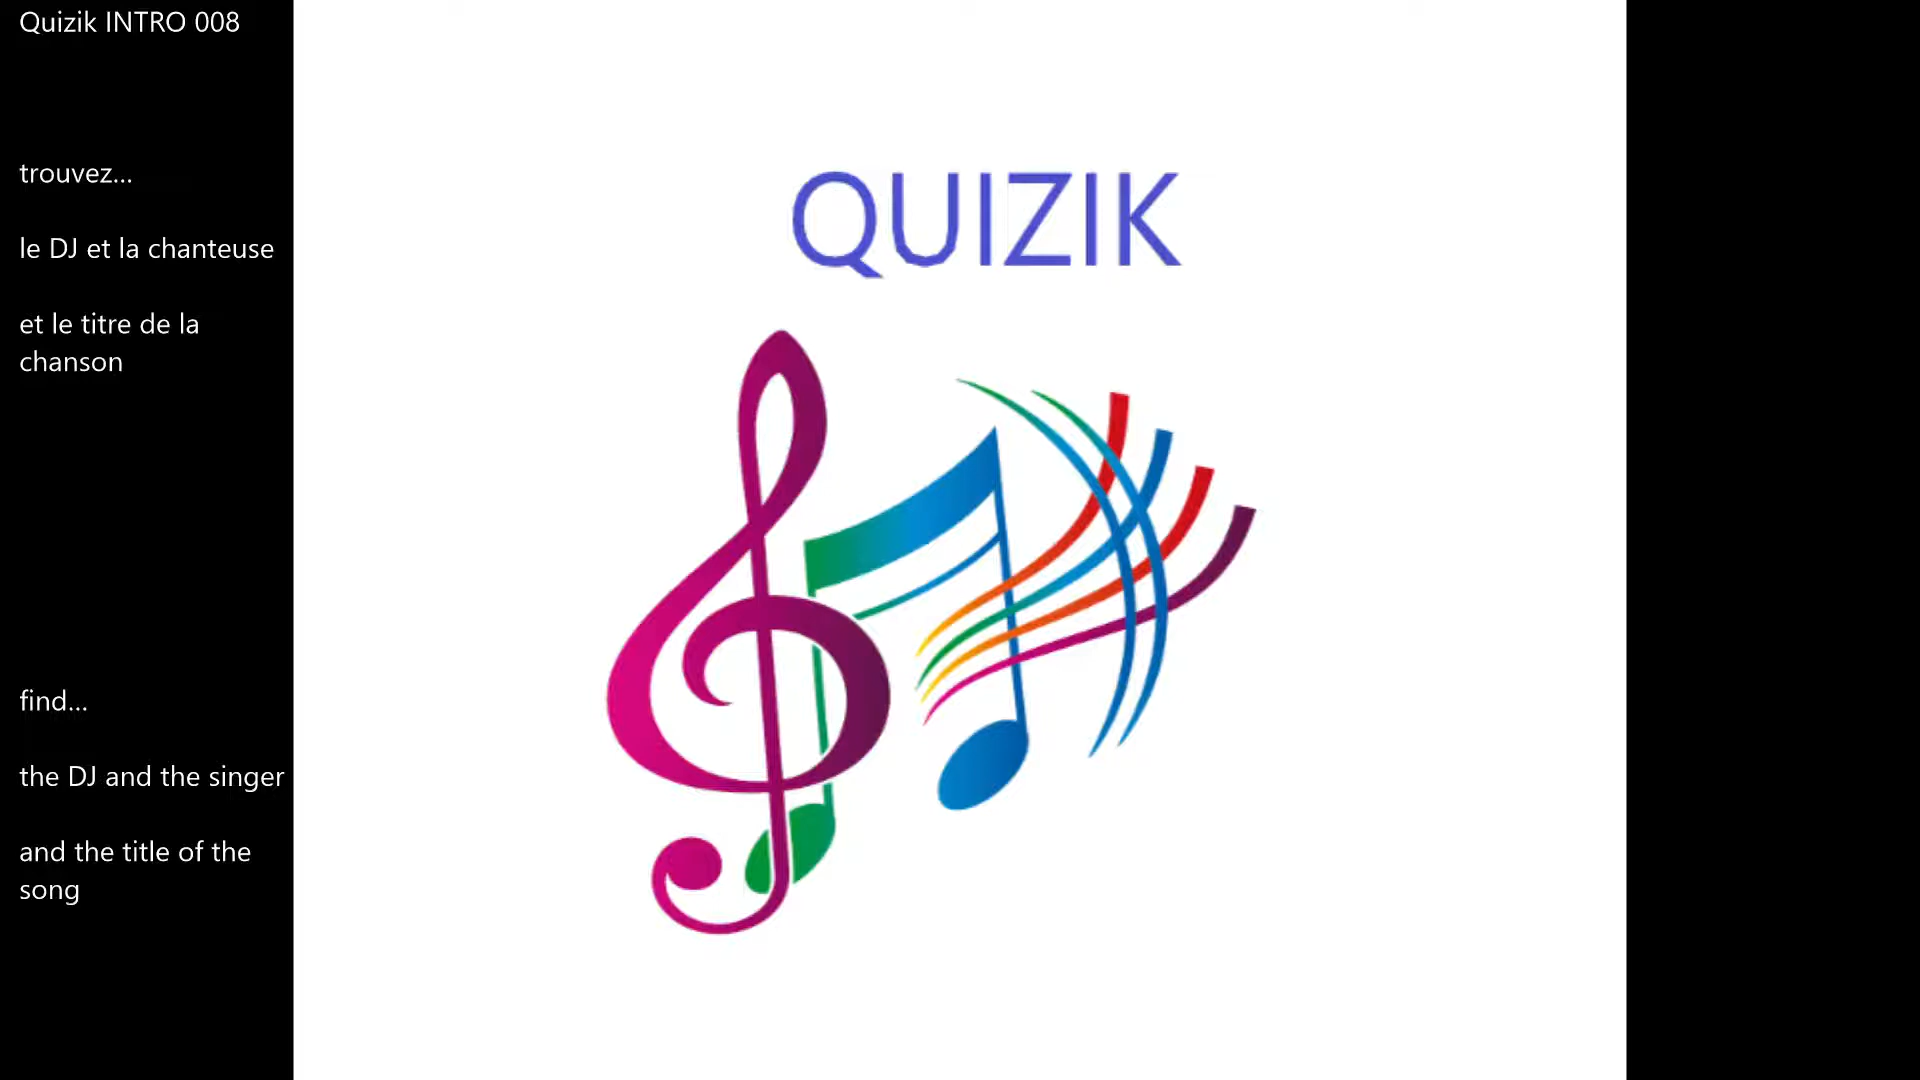 Quizik INTRO 008
trouvez...
le DJ et la chanteuse
et le titre de la
chanson
find...
the DJ and the singer
and the title of the
song
QUIZIK